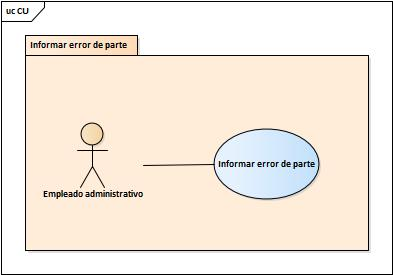 uc CU
Informar error de parte
Empleado administrativo
Informar error de parte